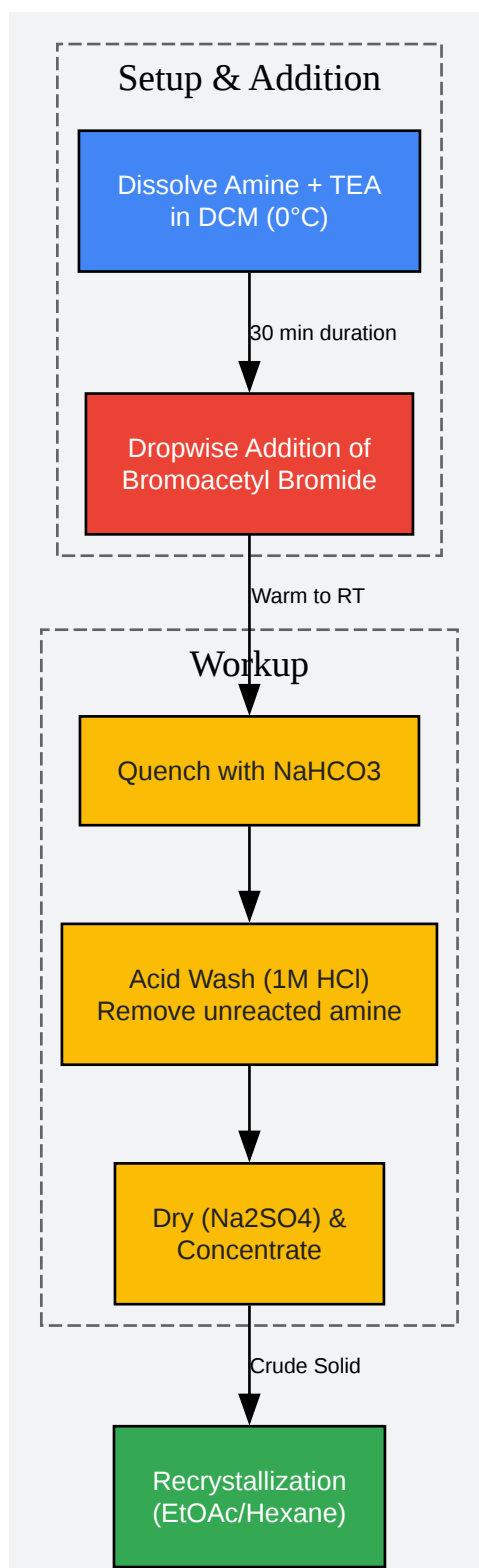 Setup & Addition
Dissolve Amine + TEA
in DCM (0°C)
30 min duration
Dropwise Addition of
Bromoacetyl Bromide
Warm to RT
Workup
Quench with NaHCO3
Acid Wash (1M HCl)
Remove unreacted amine
Dry (Na2SO4) &
Concentrate
Crude Solid
Recrystallization
(EtOAc/Hexane)